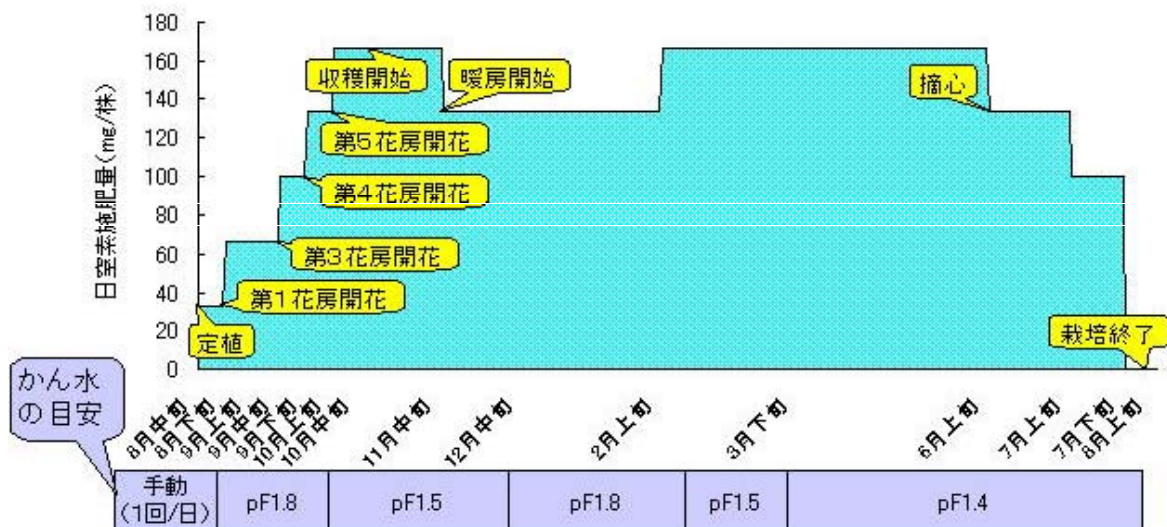 180
160
140
120
100
80
60
40
20
0
日窒素施肥量(mg/株)
収穫開始
暖房開始
摘心
第5花房開花
第4花房開花
第3花房開花
第1花房開花
定植
栽培終了
かん水
の目安
8月中旬
8月下旬
9月上旬
9月中旬
9月下旬
10月上旬
10月中旬
11月中旬
12月中旬
2月上旬
3月下旬
6月上旬
7月上旬
7月下旬
8月上旬
手動
(1回/日)
pF1.8
pF1.5
pF1.8
pF1.5
pF1.4